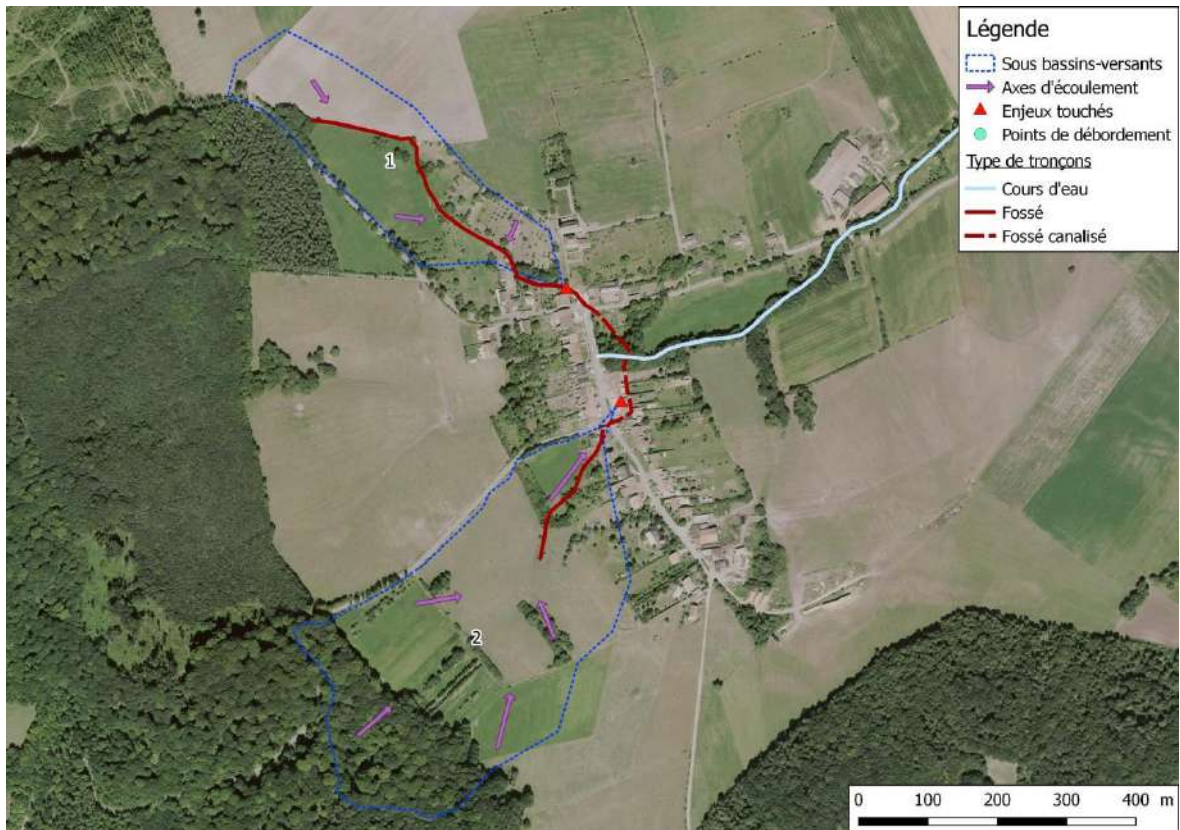 Légende
Sous bassins-versants
Axes d'écoulement
Enjeux touchés
Points de débordement
Type de tronçons
Cours d'eau
Fossé
Fossé canalisé
1
2
0 100 200 300 400 m